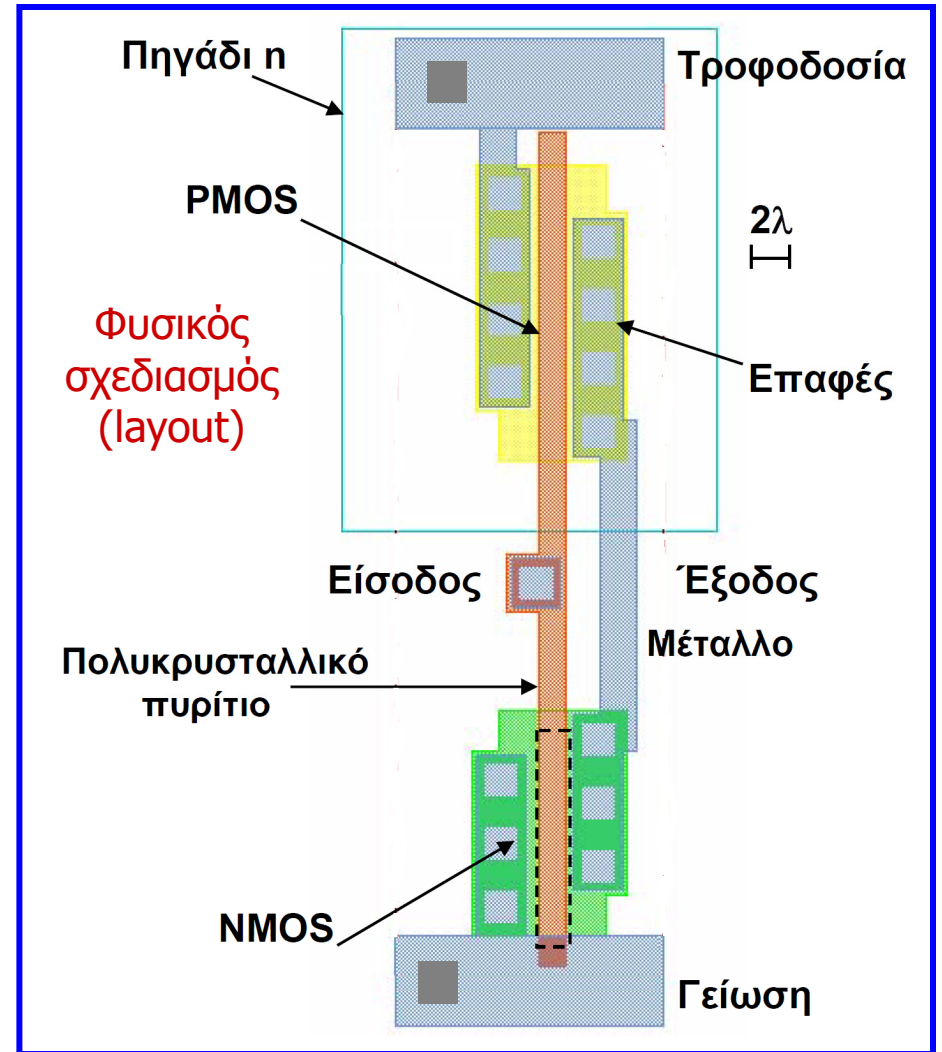 Πηγάδι n
Τροφοδοσία
PMOS
2λ
Φυσικός
σχεδιασμός
(layout)
Επαφές
Είσοδος
Έξοδος
Μέταλλο
Πολυκρυσταλλικό
πυρίτιο
NMOS
Γείωση